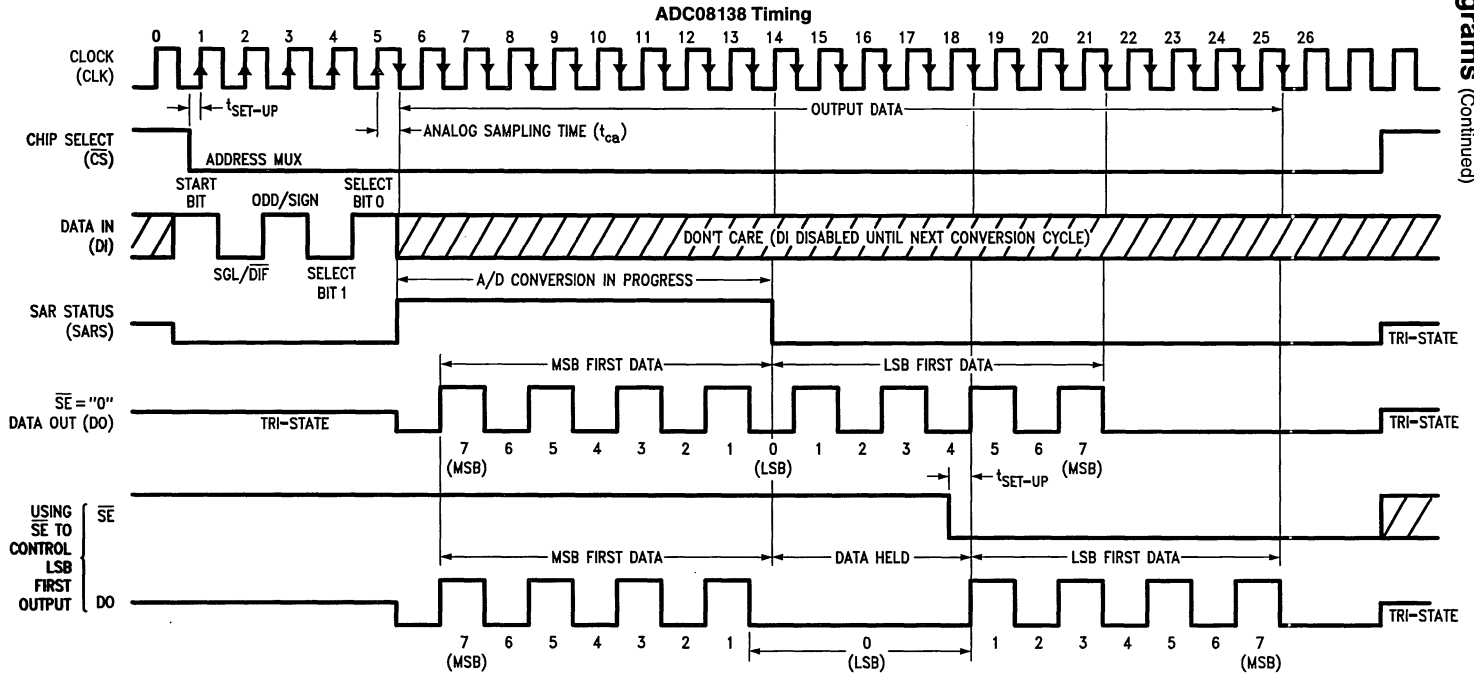 ADC08138 Timing
grams (Continued)
0 1 2 3 4 5 6 7 8 9 10 11 12 13 14 15 16 17 18 19 20 21 22 23 24 25 26
CLOCK
(CLK)
tSET-UP
OUTPUT DATA
ANALOG SAMPLING TIME (tca)
CHIP SELECT
(CS)
ADDRESS MUX
START
BIT
ODD/SIGN
SELECT
BIT 0
DATA IN
(DI)
DON'T CARE (DI DISABLED UNTIL NEXT CONVERSION CYCLE)
SGL/DIF
SELECT
BIT 1
A/D CONVERSION IN PROGRESS
SAR STATUS
(SARS)
TRI-STATE
MSB FIRST DATA
LSB FIRST DATA
SE = "0"
DATA OUT (DO)
TRI-STATE
TRI-STATE
7 6 5 4 3 2 1 0 1 2 3 4 5 6 7
(MSB) (LSB) (MSB)
tSET-UP
USING
SE TO
CONTROL
LSB
FIRST
OUTPUT
SE
MSB FIRST DATA
DATA HELD
LSB FIRST DATA
DO
TRI-STATE
7 6 5 4 3 2 1 0 1 2 3 4 5 6 7
(MSB) (LSB) (MSB)